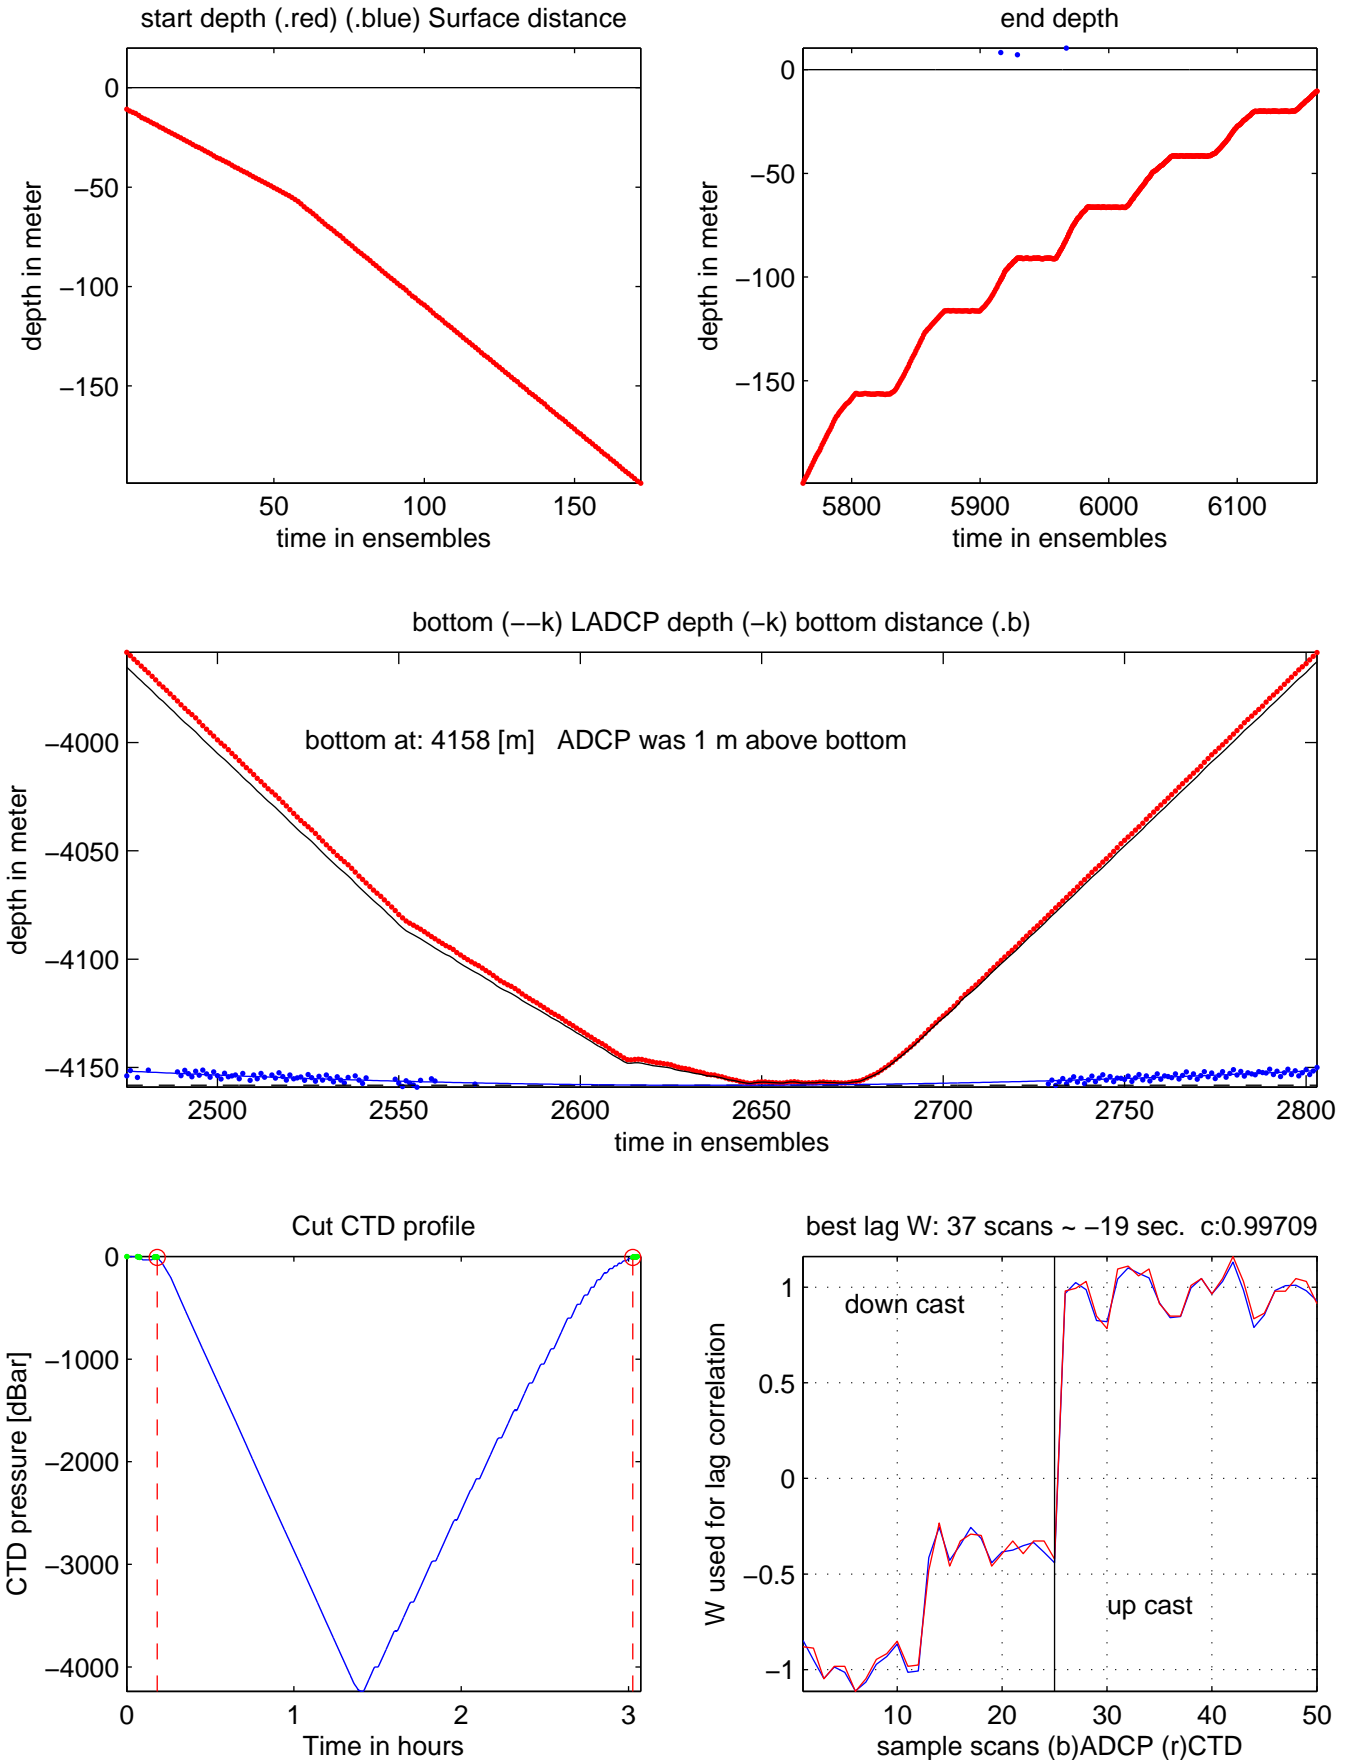 start depth (.red) (.blue) Surface distance
end depth
0
−50
−100
−150
depth in meter
50
100
150
time in ensembles
0
−50
−100
−150
depth in meter
5800
5900
6000
6100
time in ensembles
bottom (−−k) LADCP depth (−k) bottom distance (.b)
bottom at: 4158 [m] ADCP was 1 m above bottom
−4000
−4050
−4100
−4150
depth in meter
2500
2550
2600
2650
2700
2750
2800
time in ensembles
Cut CTD profile
0
−1000
−2000
−3000
−4000
CTD pressure [dBar]
0
1
2
3
Time in hours
best lag W: 37 scans ~ −19 sec. c:0.99709
down cast
up cast
1
0.5
0
−0.5
−1
W used for lag correlation
10
20
30
40
50
sample scans (b)ADCP (r)CTD